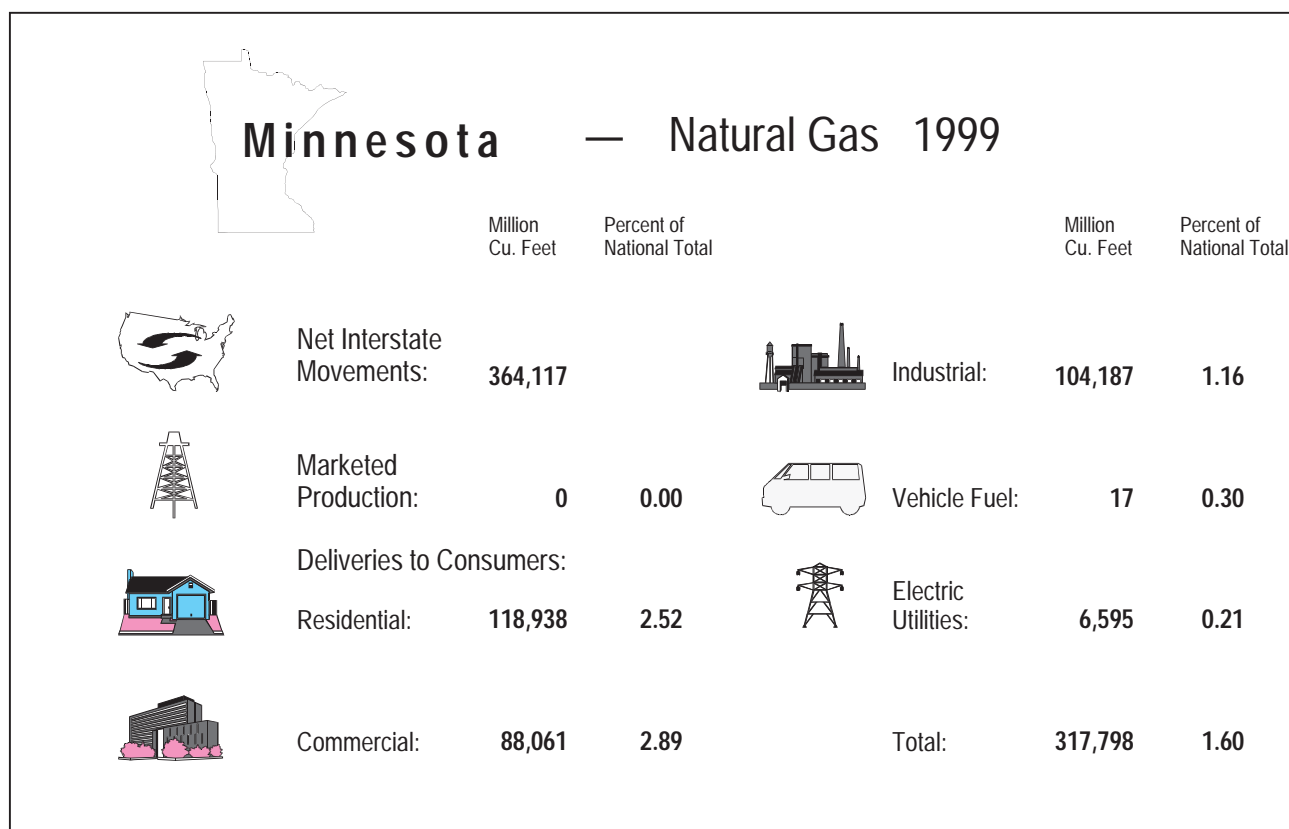 Minnesota — Natural Gas 1999
Million Cu. Feet
Percent of National Total
Million Cu. Feet
Percent of National Total
Net Interstate
Movements: 364,117
Marketed
Production: 0 0.00
Deliveries to Consumers:
Residential: 118,938 2.52
Commercial: 88,061 2.89
Industrial: 104,187 1.16
Vehicle Fuel: 17 0.30
Electric
Utilities: 6,595 0.21
Total: 317,798 1.60